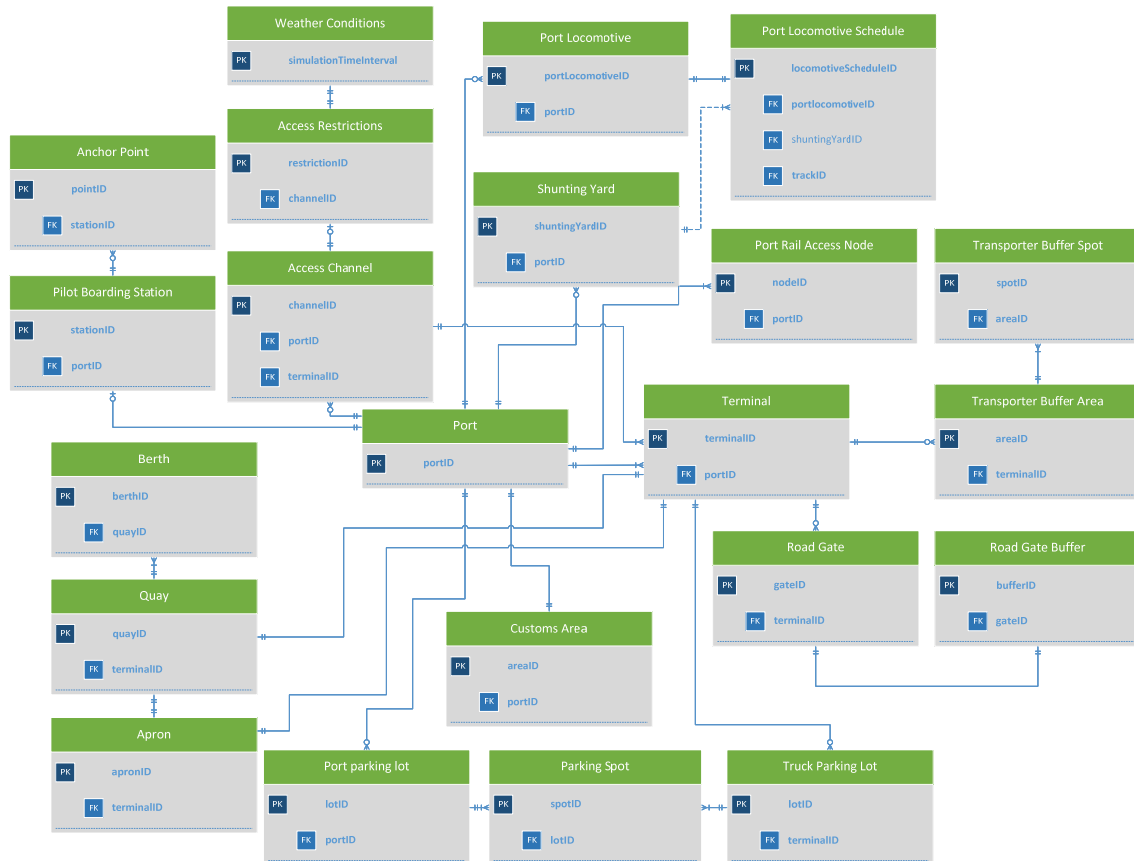 Weather Conditions
PK simulationTimeInterval
Port Locomotive
PK portLocomotiveID
FK portID
Port Locomotive Schedule
PK locomotiveScheduleID
FK portlocomotiveID
FK shuntingYardID
FK trackID
Access Restrictions
PK restrictionID
FK channelID
Anchor Point
PK pointID
FK stationID
Shunting Yard
PK shuntingYardID
FK portID
Port Rail Access Node
PK nodeID
FK portID
Transporter Buffer Spot
PK spotID
FK areaID
Access Channel
PK channelID
FK portID
FK terminalID
Pilot Boarding Station
PK stationID
FK portID
Terminal
PK terminalID
FK portID
Transporter Buffer Area
PK areaID
FK terminalID
Port
PK portID
Berth
PK berthID
FK quayID
Road Gate
PK gateID
FK terminalID
Road Gate Buffer
PK bufferID
FK gateID
Quay
PK quayID
FK terminalID
Customs Area
PK areaID
FK portID
Apron
PK apronID
FK terminalID
Port parking lot
PK lotID
FK portID
Parking Spot
PK spotID
FK lotID
Truck Parking Lot
PK lotID
FK terminalID